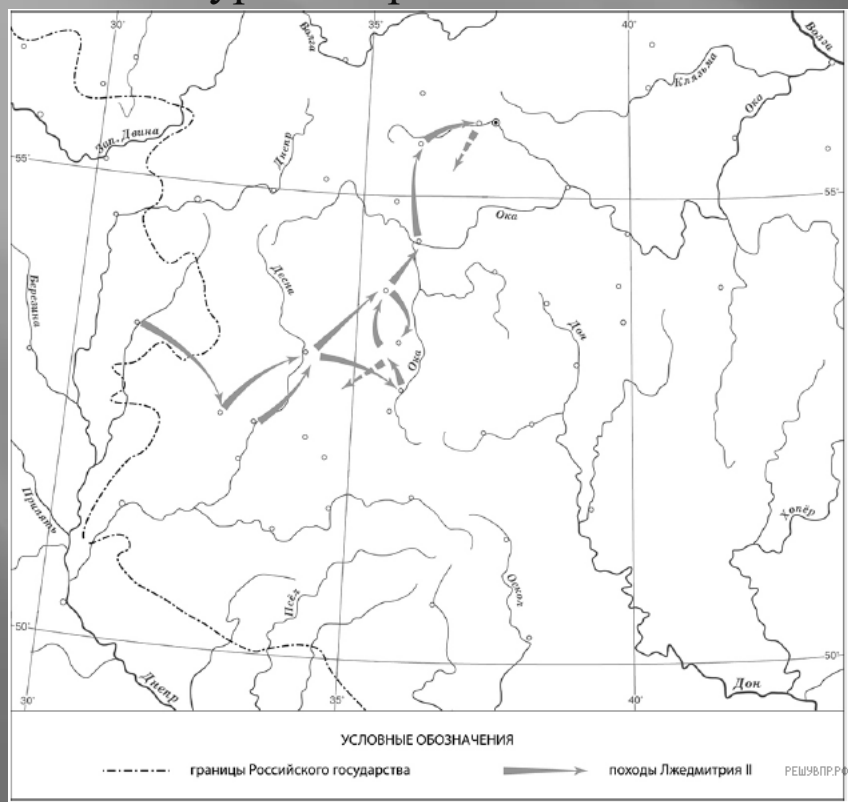 30°
35°
40°
Волга
Волга
Клязьма
Ока
Зап. Двина
Днепр
55°
55°
Ока
Березина
Десна
Дон
Ока
Припять
Хопёр
Оскол
Псёл
50°
50°
Днепр
Дон
30°
35°
40°
УСЛОВНЫЕ ОБОЗНАЧЕНИЯ
границы Российского государства
походы Лжедмитрия II
РЕШУВПР.РФ